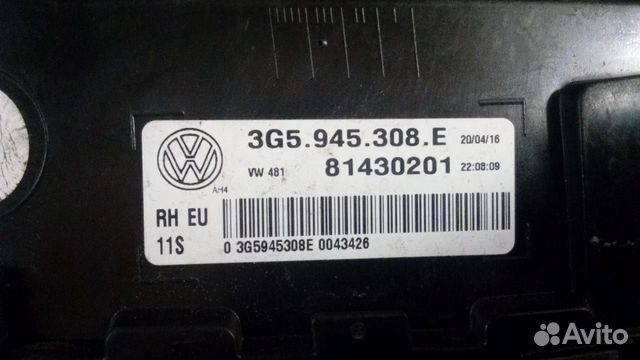 3G5.945.308.E 20/04/16
VW 481 81430201 22:08:09
AH4
RH EU
11S
0 3G5945308E 0043426
Avito